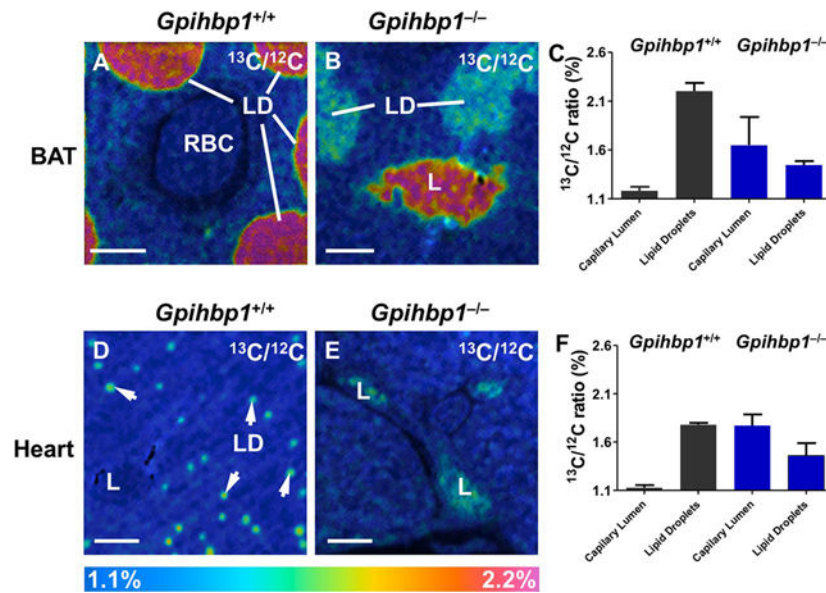 Gpihbp1+/+
Gpihbp1–/–
A
13C/12C
LD
RBC
BAT
B
13C/12C
LD
L
C
13C/12C ratio (%)
2.6
2.1
1.6
1.1
Gpihbp1+/+
Gpihbp1–/–
Capilary Lumen
Lipid Droplets
Capilary Lumen
Lipid Droplets
Gpihbp1+/+
Gpihbp1–/–
D
13C/12C
LD
L
Heart
E
13C/12C
L
L
F
13C/12C ratio (%)
2.6
2.1
1.6
1.1
Gpihbp1+/+
Gpihbp1–/–
Capilary Lumen
Lipid Droplets
Capilary Lumen
Lipid Droplets
1.1%
2.2%